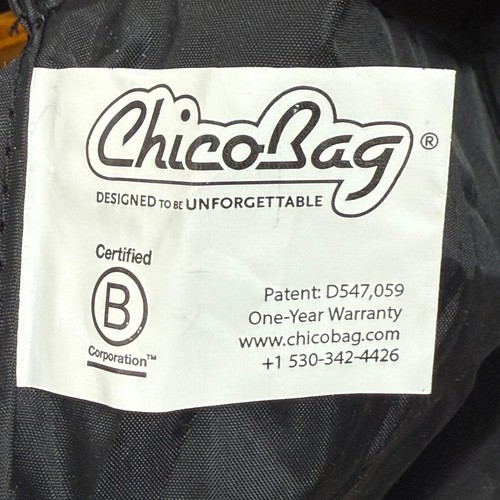 ChicoBag®
DESIGNED TO BE UNFORGETTABLE
Certified
B
Corporation™
Patent: D547,059
One-Year Warranty
www.chicobag.com
+1 530-342-4426